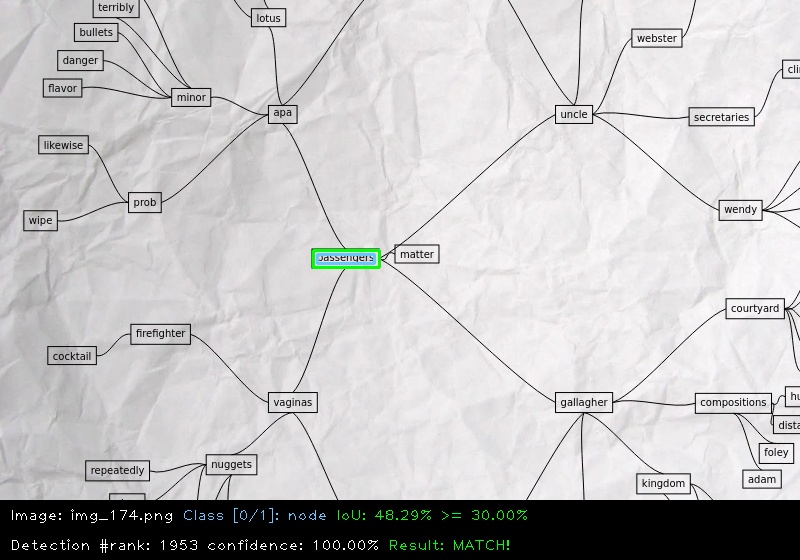 terribly
lotus
bullets
webster
danger
cli
flavor
minor
apa
uncle
secretaries
likewise
prob
wipe
wendy
passengers
matter
courtyard
firefighter
cocktail
vaginas
gallagher
compositions
hu
dista
foley
nuggets
repeatedly
adam
kingdom
Image: img_174.png Class [0/1]: node IoU: 48.29% >= 30.00%
Detection #rank: 1953 confidence: 100.00% Result: MATCH!